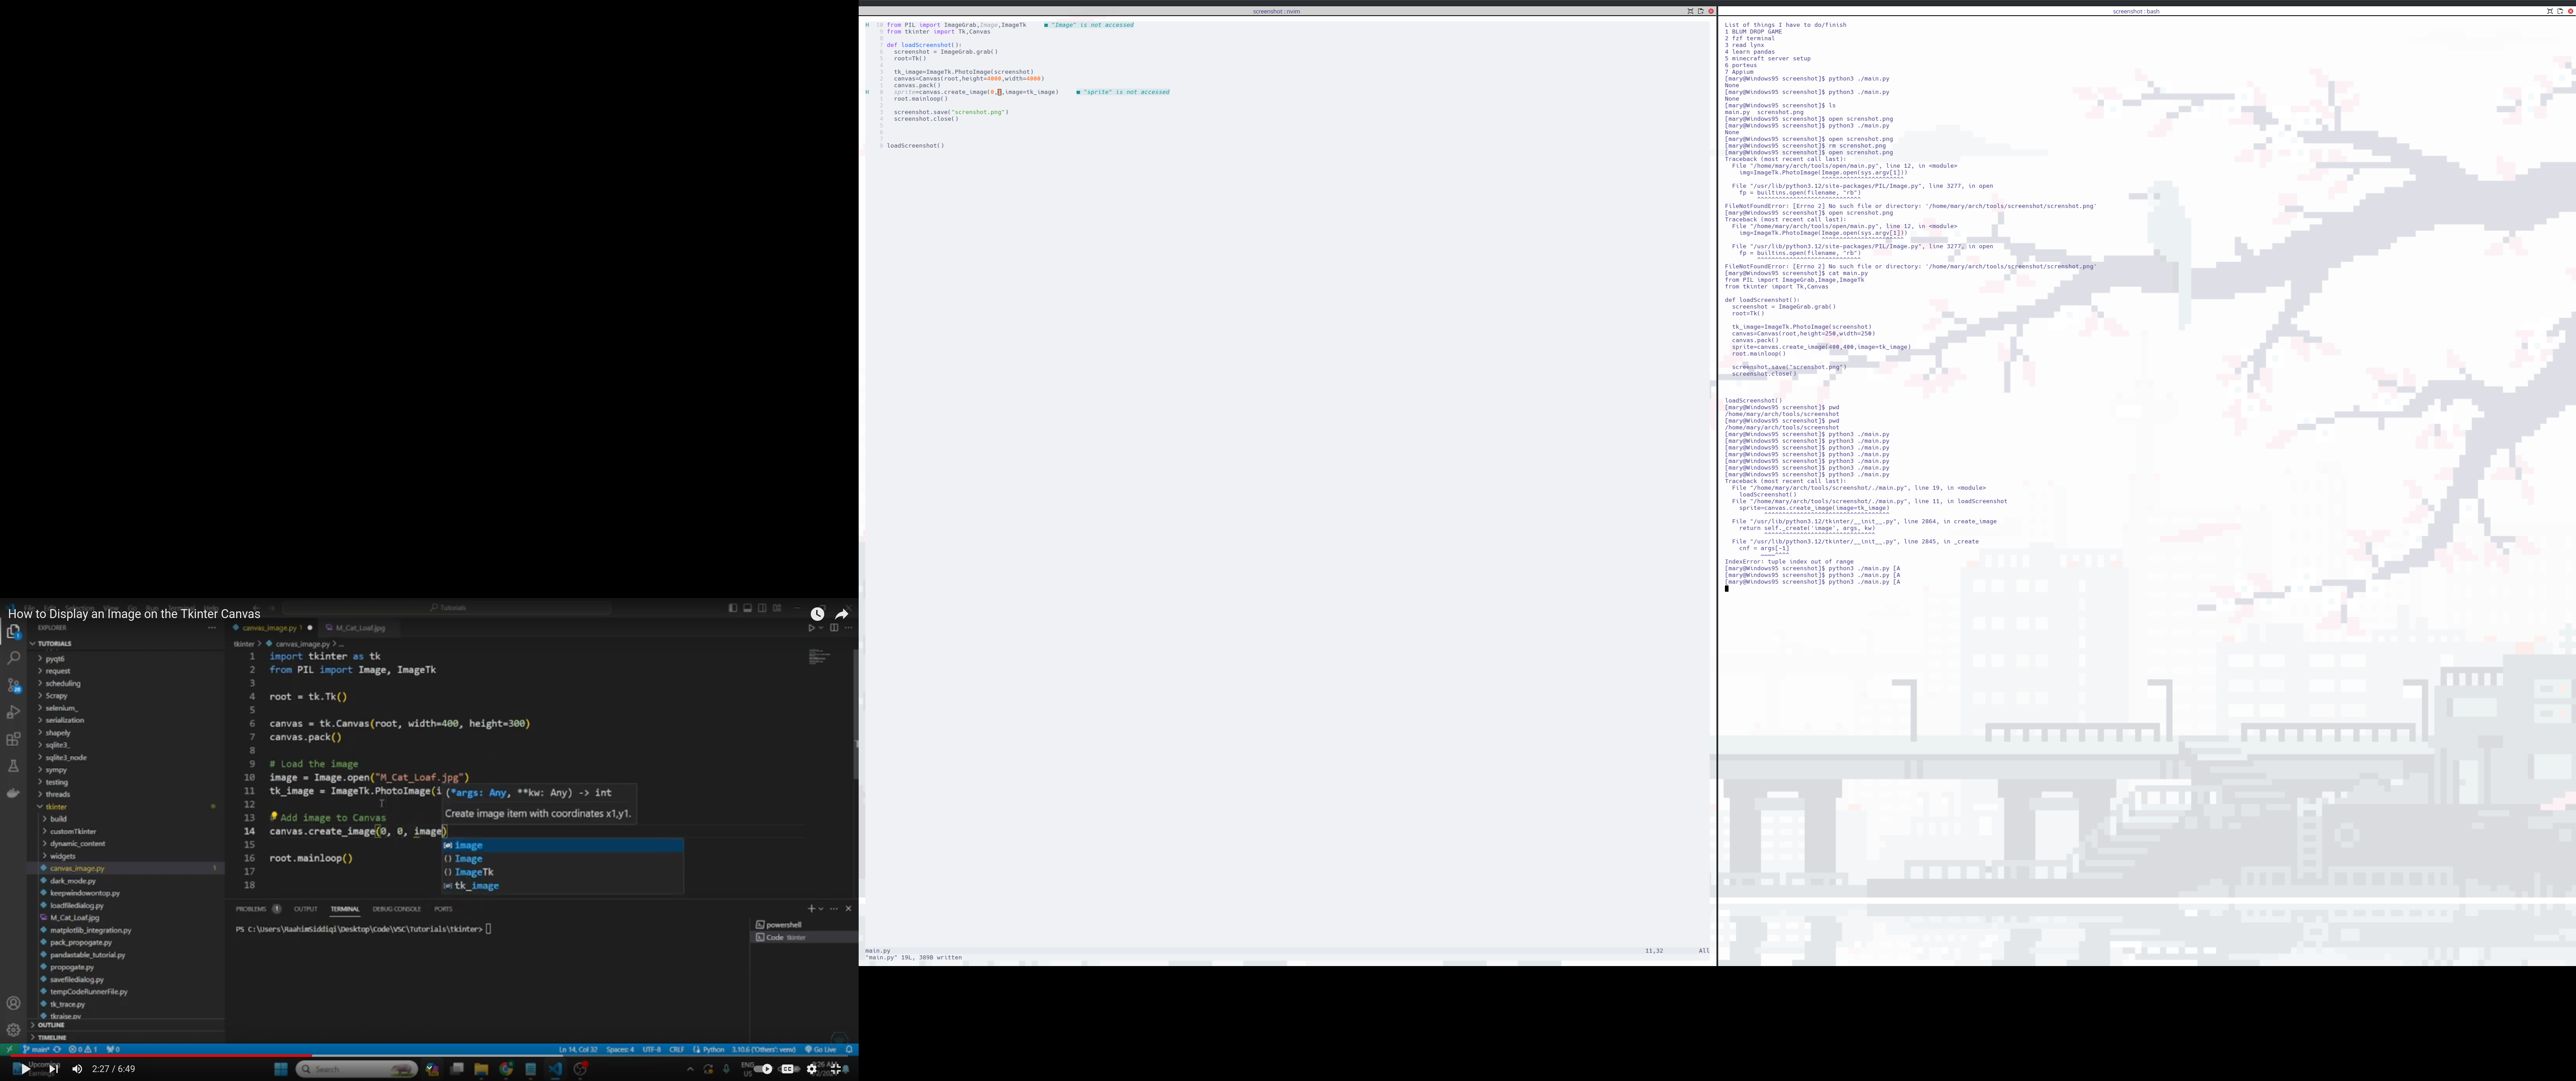 How to Display an Image on the Tkinter Canvas
Tutorials
EXPLORER
canvas_image.py 1
M_Cat_Loaf.jpg
TUTORIALS
tkinter > canvas_image.py > ...
pyqt6
request
scheduling
Scrapy
selenium_
serialization
shapely
sqlite3_
sqlite3_node
sympy
testing
threads
tkinter
build
customTkinter
dynamic_content
widgets
canvas_image.py 1
dark_mode.py
keepwindowontop.py
loadfiledialog.py
M_Cat_Loaf.jpg
matplotlib_integration.py
pack_propogate.py
pandastable_tutorial.py
propogate.py
savefiledialog.py
tempCodeRunnerFile.py
tk_trace.py
tkraise.py
OUTLINE
TIMELINE
1 import tkinter as tk
2 from PIL import Image, ImageTk
3
4 root = tk.Tk()
5
6 canvas = tk.Canvas(root, width=400, height=300)
7 canvas.pack()
8
9 # Load the image
10 image = Image.open("M_Cat_Loaf.jpg")
11 tk_image = ImageTk.PhotoImage(i
12
13 # Add image to Canvas
14 canvas.create_image(0, 0, image)
15
16 root.mainloop()
17
18
(*args: Any, **kw: Any) -> int
Create image item with coordinates x1,y1.
image
Image
ImageTk
tk_image
PROBLEMS 1 OUTPUT TERMINAL DEBUG CONSOLE PORTS
PS C:\Users\RaahimSiddiqi\Desktop\Code\VSC\Tutorials\tkinter>
powershell
Code tkinter
main* 0 1 0 Ln 14, Col 32 Spaces: 4 UTF-8 CRLF Python 3.10.6 ('Others': venv) Go Live
Upcoming
Search
ENG
US
2:27 / 6:49
CC
screenshot : nvim
H 10 from PIL import ImageGrab,Image,ImageTk ■ "Image" is not accessed
9 from tkinter import Tk,Canvas
8
7 def loadScreenshot():
6 screenshot = ImageGrab.grab()
5 root=Tk()
4
3 tk_image=ImageTk.PhotoImage(screenshot)
2 canvas=Canvas(root,height=4000,width=4000)
1 canvas.pack()
H 0 sprite=canvas.create_image(0,0,image=tk_image) ■ "sprite" is not accessed
1 root.mainloop()
2
3 screenshot.save("screnshot.png")
4 screenshot.close()
5
6
7
8 loadScreenshot()
main.py 11,32 All
"main.py" 19L, 389B written
screenshot : bash
List of things I have to do/finish
1 BLUM DROP GAME
2 fzf terminal
3 read lynx
4 learn pandas
5 minecraft server setup
6 porteus
7 Appium
[mary@Windows95 screenshot]$ python3 ./main.py
None
[mary@Windows95 screenshot]$ python3 ./main.py
None
[mary@Windows95 screenshot]$ ls
main.py screnshot.png
[mary@Windows95 screenshot]$ open screnshot.png
[mary@Windows95 screenshot]$ python3 ./main.py
None
[mary@Windows95 screenshot]$ open screnshot.png
[mary@Windows95 screenshot]$ rm screnshot.png
[mary@Windows95 screenshot]$ open screnshot.png
Traceback (most recent call last):
File "/home/mary/arch/tools/open/main.py", line 12, in <module>
img=ImageTk.PhotoImage(Image.open(sys.argv[1]))
^^^^^^^^^^^^^^^^^^^^^^^
File "/usr/lib/python3.12/site-packages/PIL/Image.py", line 3277, in open
fp = builtins.open(filename, "rb")
^^^^^^^^^^^^^^^^^^^^^^^^^^^^^
FileNotFoundError: [Errno 2] No such file or directory: '/home/mary/arch/tools/screenshot/screnshot.png'
[mary@Windows95 screenshot]$ open screnshot.png
Traceback (most recent call last):
File "/home/mary/arch/tools/open/main.py", line 12, in <module>
img=ImageTk.PhotoImage(Image.open(sys.argv[1]))
^^^^^^^^^^^^^^^^^^^^^^^
File "/usr/lib/python3.12/site-packages/PIL/Image.py", line 3277, in open
fp = builtins.open(filename, "rb")
^^^^^^^^^^^^^^^^^^^^^^^^^^^^^
FileNotFoundError: [Errno 2] No such file or directory: '/home/mary/arch/tools/screenshot/screnshot.png'
[mary@Windows95 screenshot]$ cat main.py
from PIL import ImageGrab,Image,ImageTk
from tkinter import Tk,Canvas

def loadScreenshot():
screenshot = ImageGrab.grab()
root=Tk()

tk_image=ImageTk.PhotoImage(screenshot)
canvas=Canvas(root,height=250,width=250)
canvas.pack()
sprite=canvas.create_image(400,400,image=tk_image)
root.mainloop()

screenshot.save("screnshot.png")
screenshot.close()

loadScreenshot()
[mary@Windows95 screenshot]$ pwd
/home/mary/arch/tools/screenshot
[mary@Windows95 screenshot]$ pwd
/home/mary/arch/tools/screenshot
[mary@Windows95 screenshot]$ python3 ./main.py
[mary@Windows95 screenshot]$ python3 ./main.py
[mary@Windows95 screenshot]$ python3 ./main.py
[mary@Windows95 screenshot]$ python3 ./main.py
[mary@Windows95 screenshot]$ python3 ./main.py
[mary@Windows95 screenshot]$ python3 ./main.py
[mary@Windows95 screenshot]$ python3 ./main.py
Traceback (most recent call last):
File "/home/mary/arch/tools/screenshot/./main.py", line 19, in <module>
loadScreenshot()
File "/home/mary/arch/tools/screenshot/./main.py", line 11, in loadScreenshot
sprite=canvas.create_image(image=tk_image)
^^^^^^^^^^^^^^^^^^^^^^^^^^^^^^^^^^^
File "/usr/lib/python3.12/tkinter/__init__.py", line 2864, in create_image
return self._create('image', args, kw)
^^^^^^^^^^^^^^^^^^^^^^^^^^^^^^^
File "/usr/lib/python3.12/tkinter/__init__.py", line 2845, in _create
cnf = args[-1]
~~~~^^^^
IndexError: tuple index out of range
[mary@Windows95 screenshot]$ python3 ./main.py [A
[mary@Windows95 screenshot]$ python3 ./main.py [A
[mary@Windows95 screenshot]$ python3 ./main.py [A